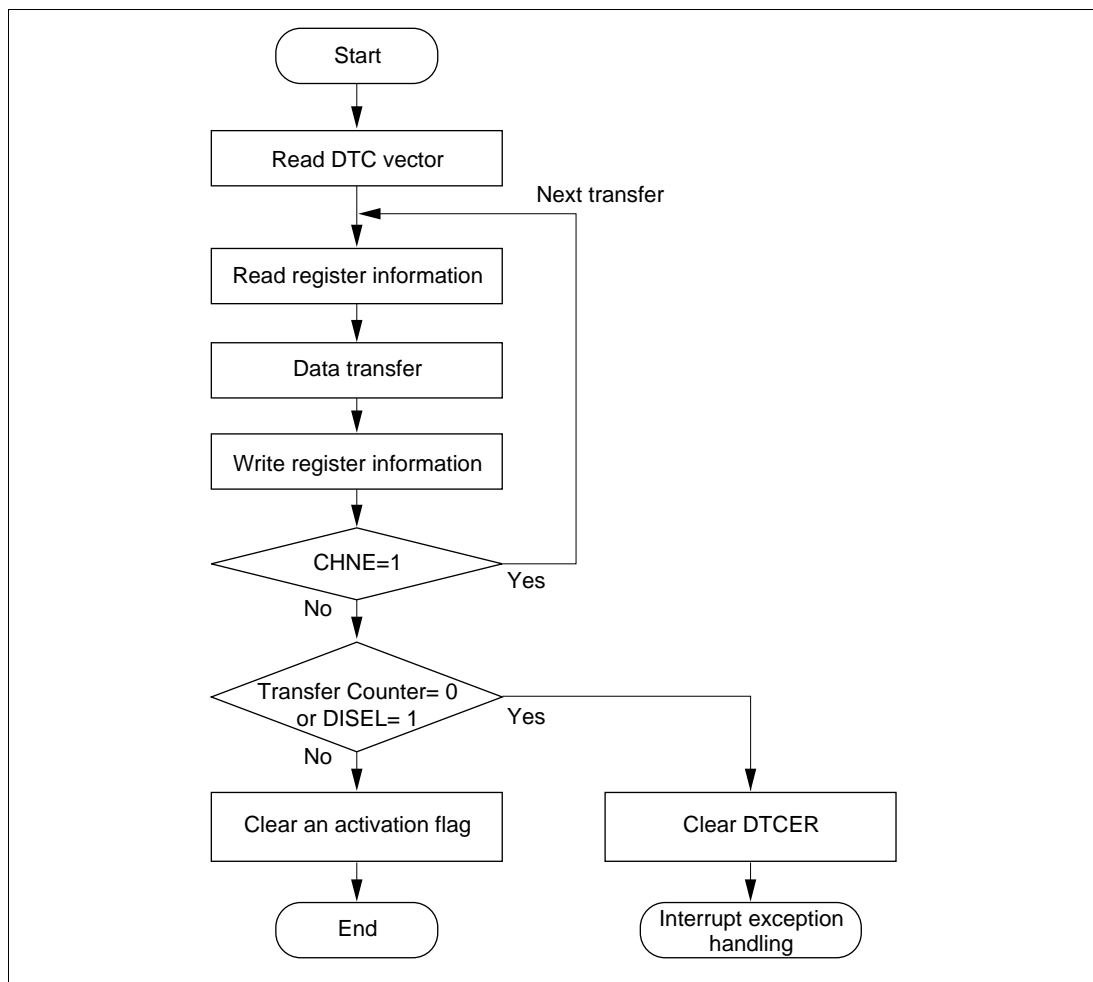 Start
Read DTC vector
Next transfer
Read register information
Data transfer
Write register information
CHNE=1
Yes
No
Transfer Counter= 0
or DISEL= 1
Yes
No
Clear an activation flag
Clear DTCER
End
Interrupt exception
handling